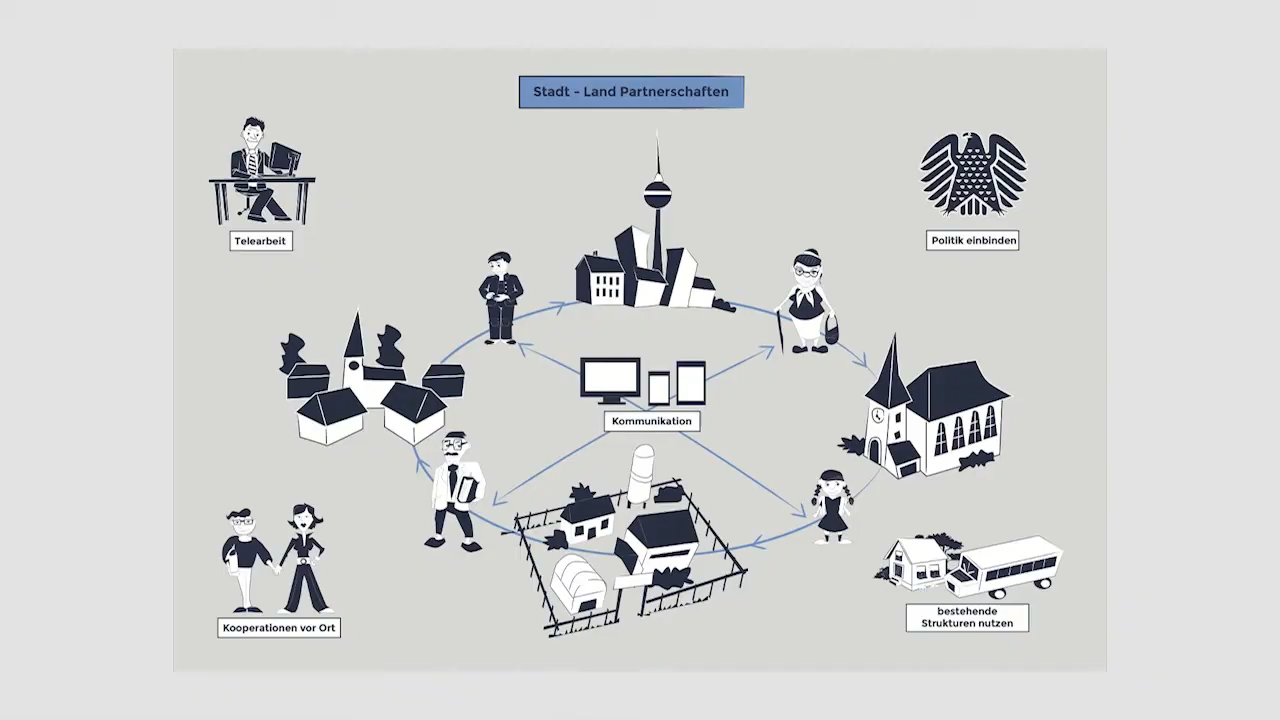 Stadt - Land Partnerschaften
Telearbeit
Politik einbinden
Kommunikation
Kooperationen vor Ort
bestehende
Strukturen nutzen